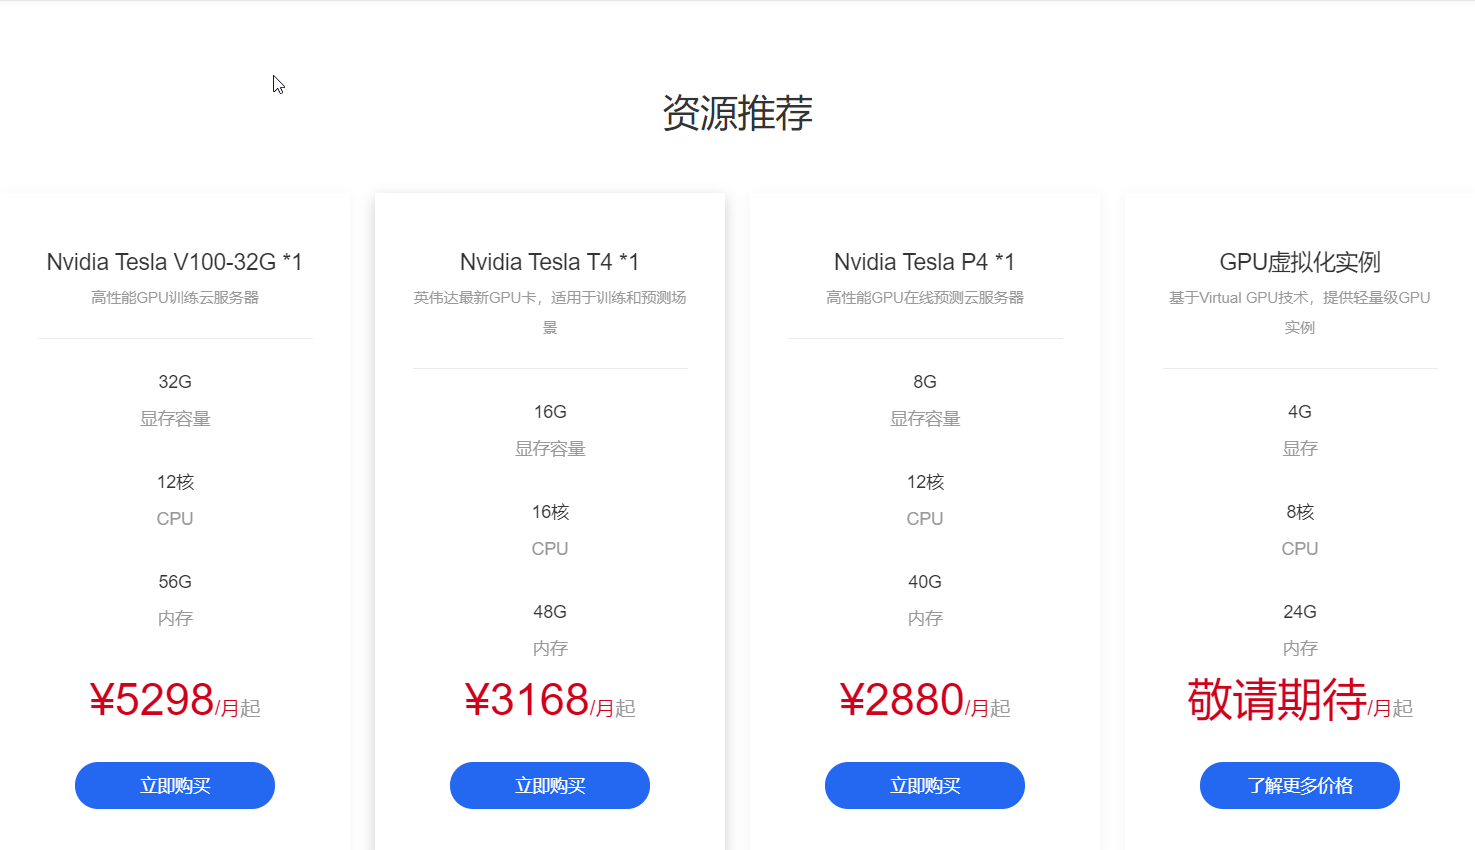 资源推荐
Nvidia Tesla V100-32G *1
高性能GPU训练云服务器
32G
显存容量
12核
CPU
56G
内存
¥5298/月起
立即购买
Nvidia Tesla T4 *1
英伟达最新GPU卡，适用于训练和预测场
景
16G
显存容量
16核
CPU
48G
内存
¥3168/月起
立即购买
Nvidia Tesla P4 *1
高性能GPU在线预测云服务器
8G
显存容量
12核
CPU
40G
内存
¥2880/月起
立即购买
GPU虚拟化实例
基于Virtual GPU技术，提供轻量级GPU
实例
4G
显存
8核
CPU
24G
内存
敬请期待/月起
了解更多价格